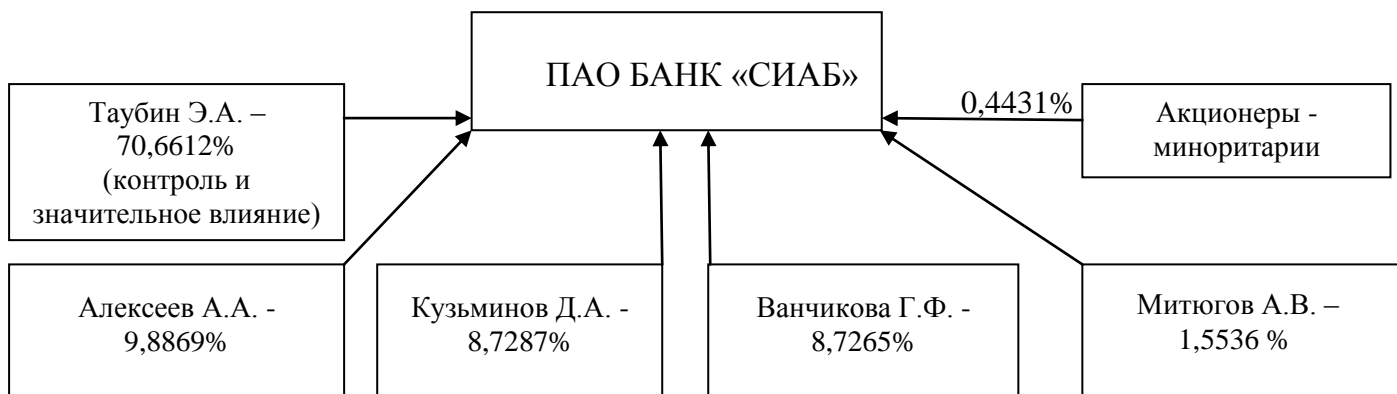 ПАО БАНК «СИАБ»
Таубин Э.А. –
70,6612%
(контроль и
значительное влияние)
0,4431%
Акционеры -
миноритарии
Алексеев А.А. -
9,8869%
Кузьминов Д.А. -
8,7287%
Ванчикова Г.Ф. -
8,7265%
Митюгов А.В. –
1,5536 %